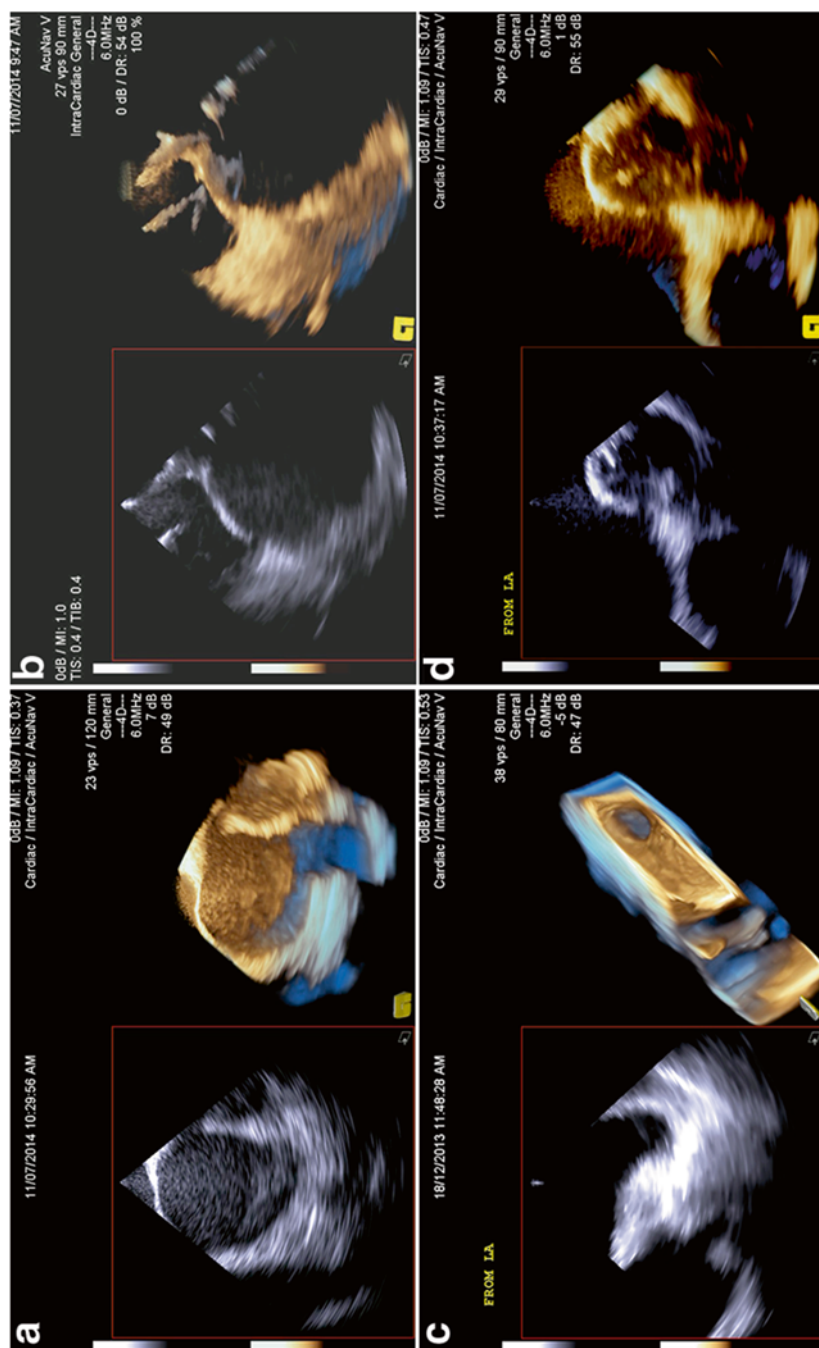 a
11/07/2014 10:29:56 AM
0dB / MI: 1.09 / TIS: 0.37
Cardiac / IntraCardiac / AcuNav V
23 vps / 120 mm
General
---4D---
6.0MHz
7 dB
DR: 49 dB
b
0dB / MI: 1.0
TIS: 0.4 / TIB: 0.4
11/07/2014 9:47 AM
AcuNav V
27 vps 90 mm
IntraCardiac General
---4D---
6.0MHz
0 dB / DR: 54 dB
100 %
c
FROM LA
18/12/2013 11:48:28 AM
0dB / MI: 1.09 / TIS: 0.53
Cardiac / IntraCardiac / AcuNav V
38 vps / 80 mm
General
---4D---
6.0MHz
-5 dB
DR: 47 dB
d
FROM LA
11/07/2014 10:37:17 AM
0dB / MI: 1.09 / TIS: 0.47
Cardiac / IntraCardiac / AcuNav V
29 vps / 90 mm
General
---4D---
6.0MHz
1 dB
DR: 55 dB